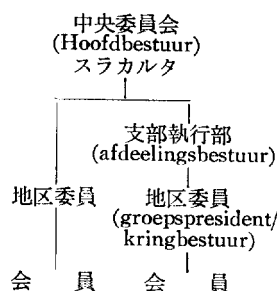 中央委員会
(Hoofdbestuur)
スラカルタ
支部執行部
(afdeelingsbestuur)
地区委員 地区委員
(groepspresident/
kringbestuur)
会 員 会 員